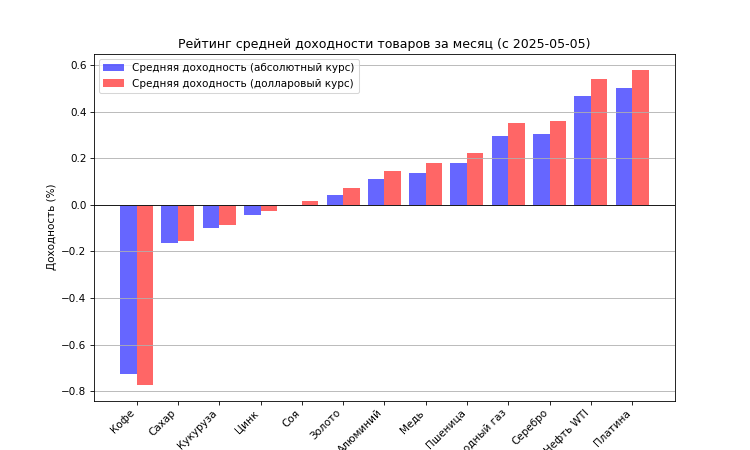 Рейтинг средней доходности товаров за месяц (с 2025-05-05)
Средняя доходность (абсолютный курс)
Средняя доходность (долларовый курс)
Доходность (%)
0.6
0.4
0.2
0.0
−0.2
−0.4
−0.6
−0.8
Кофе
Сахар
Кукуруза
Цинк
Соя
Золото
Алюминий
Медь
Пшеница
одный газ
Серебро
Нефть WTI
Платина